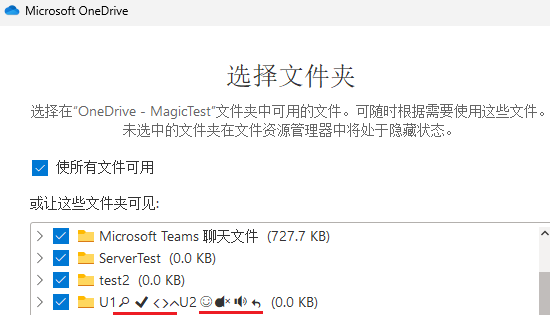 Microsoft OneDrive
选择文件夹
选择在“OneDrive - MagicTest”文件夹中可用的文件。可随时根据需要使用这些文件。
未选中的文件夹在文件资源管理器中将处于隐藏状态。
使所有文件可用
或让这些文件夹可见:
Microsoft Teams 聊天文件 (727.7 KB)
ServerTest (0.0 KB)
test2 (0.0 KB)
U1🔎✔<>^U2☺💣🔊↰ (0.0 KB)